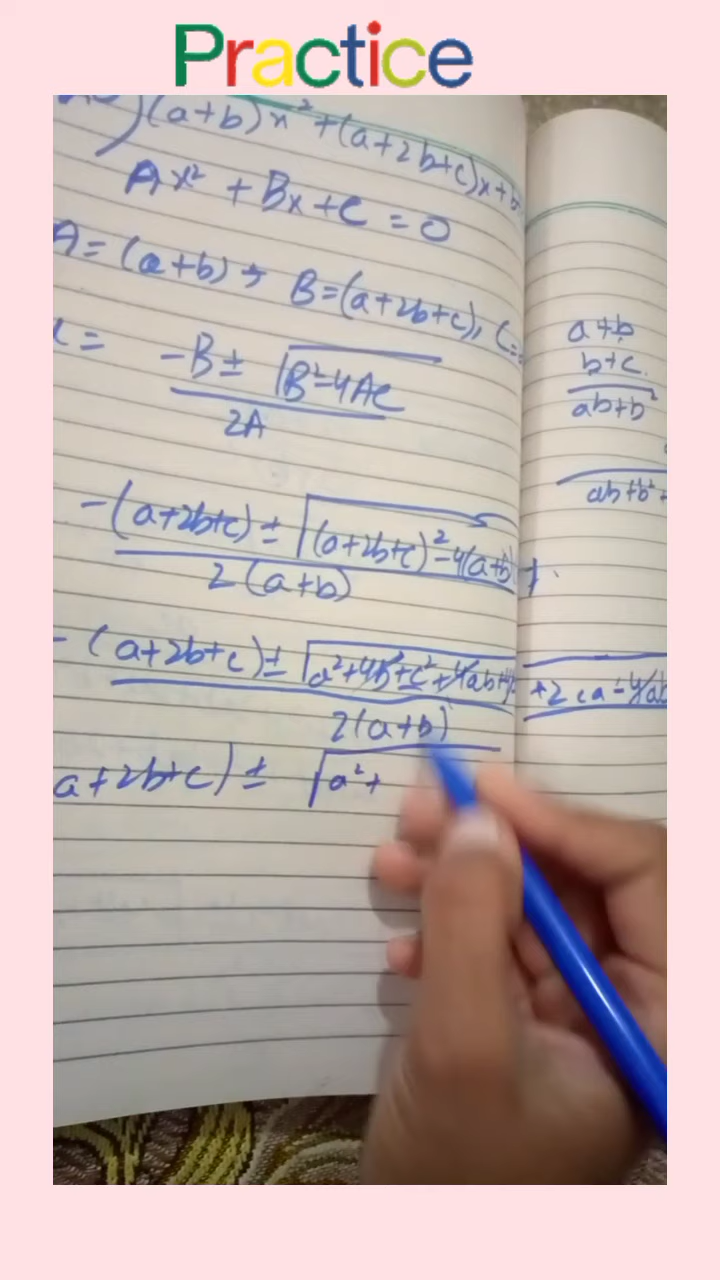 Practice
(a+b)x²+(a+2b+c)x+b
Ax²+Bx+C=0
A=(a+b), B=(a+2b+c), C=
-B±√B²-4AC
2A
a+b
b+c
ab+b²
ab+b²+
-(a+2b+c)±√(a+2b+c)²-4(a+b)
2(a+b)
-(a+2b+c)±√a²+4b²+c²+4ab+4 +2ca-4ab
2(a+b)
a+2b+c)±√a²+